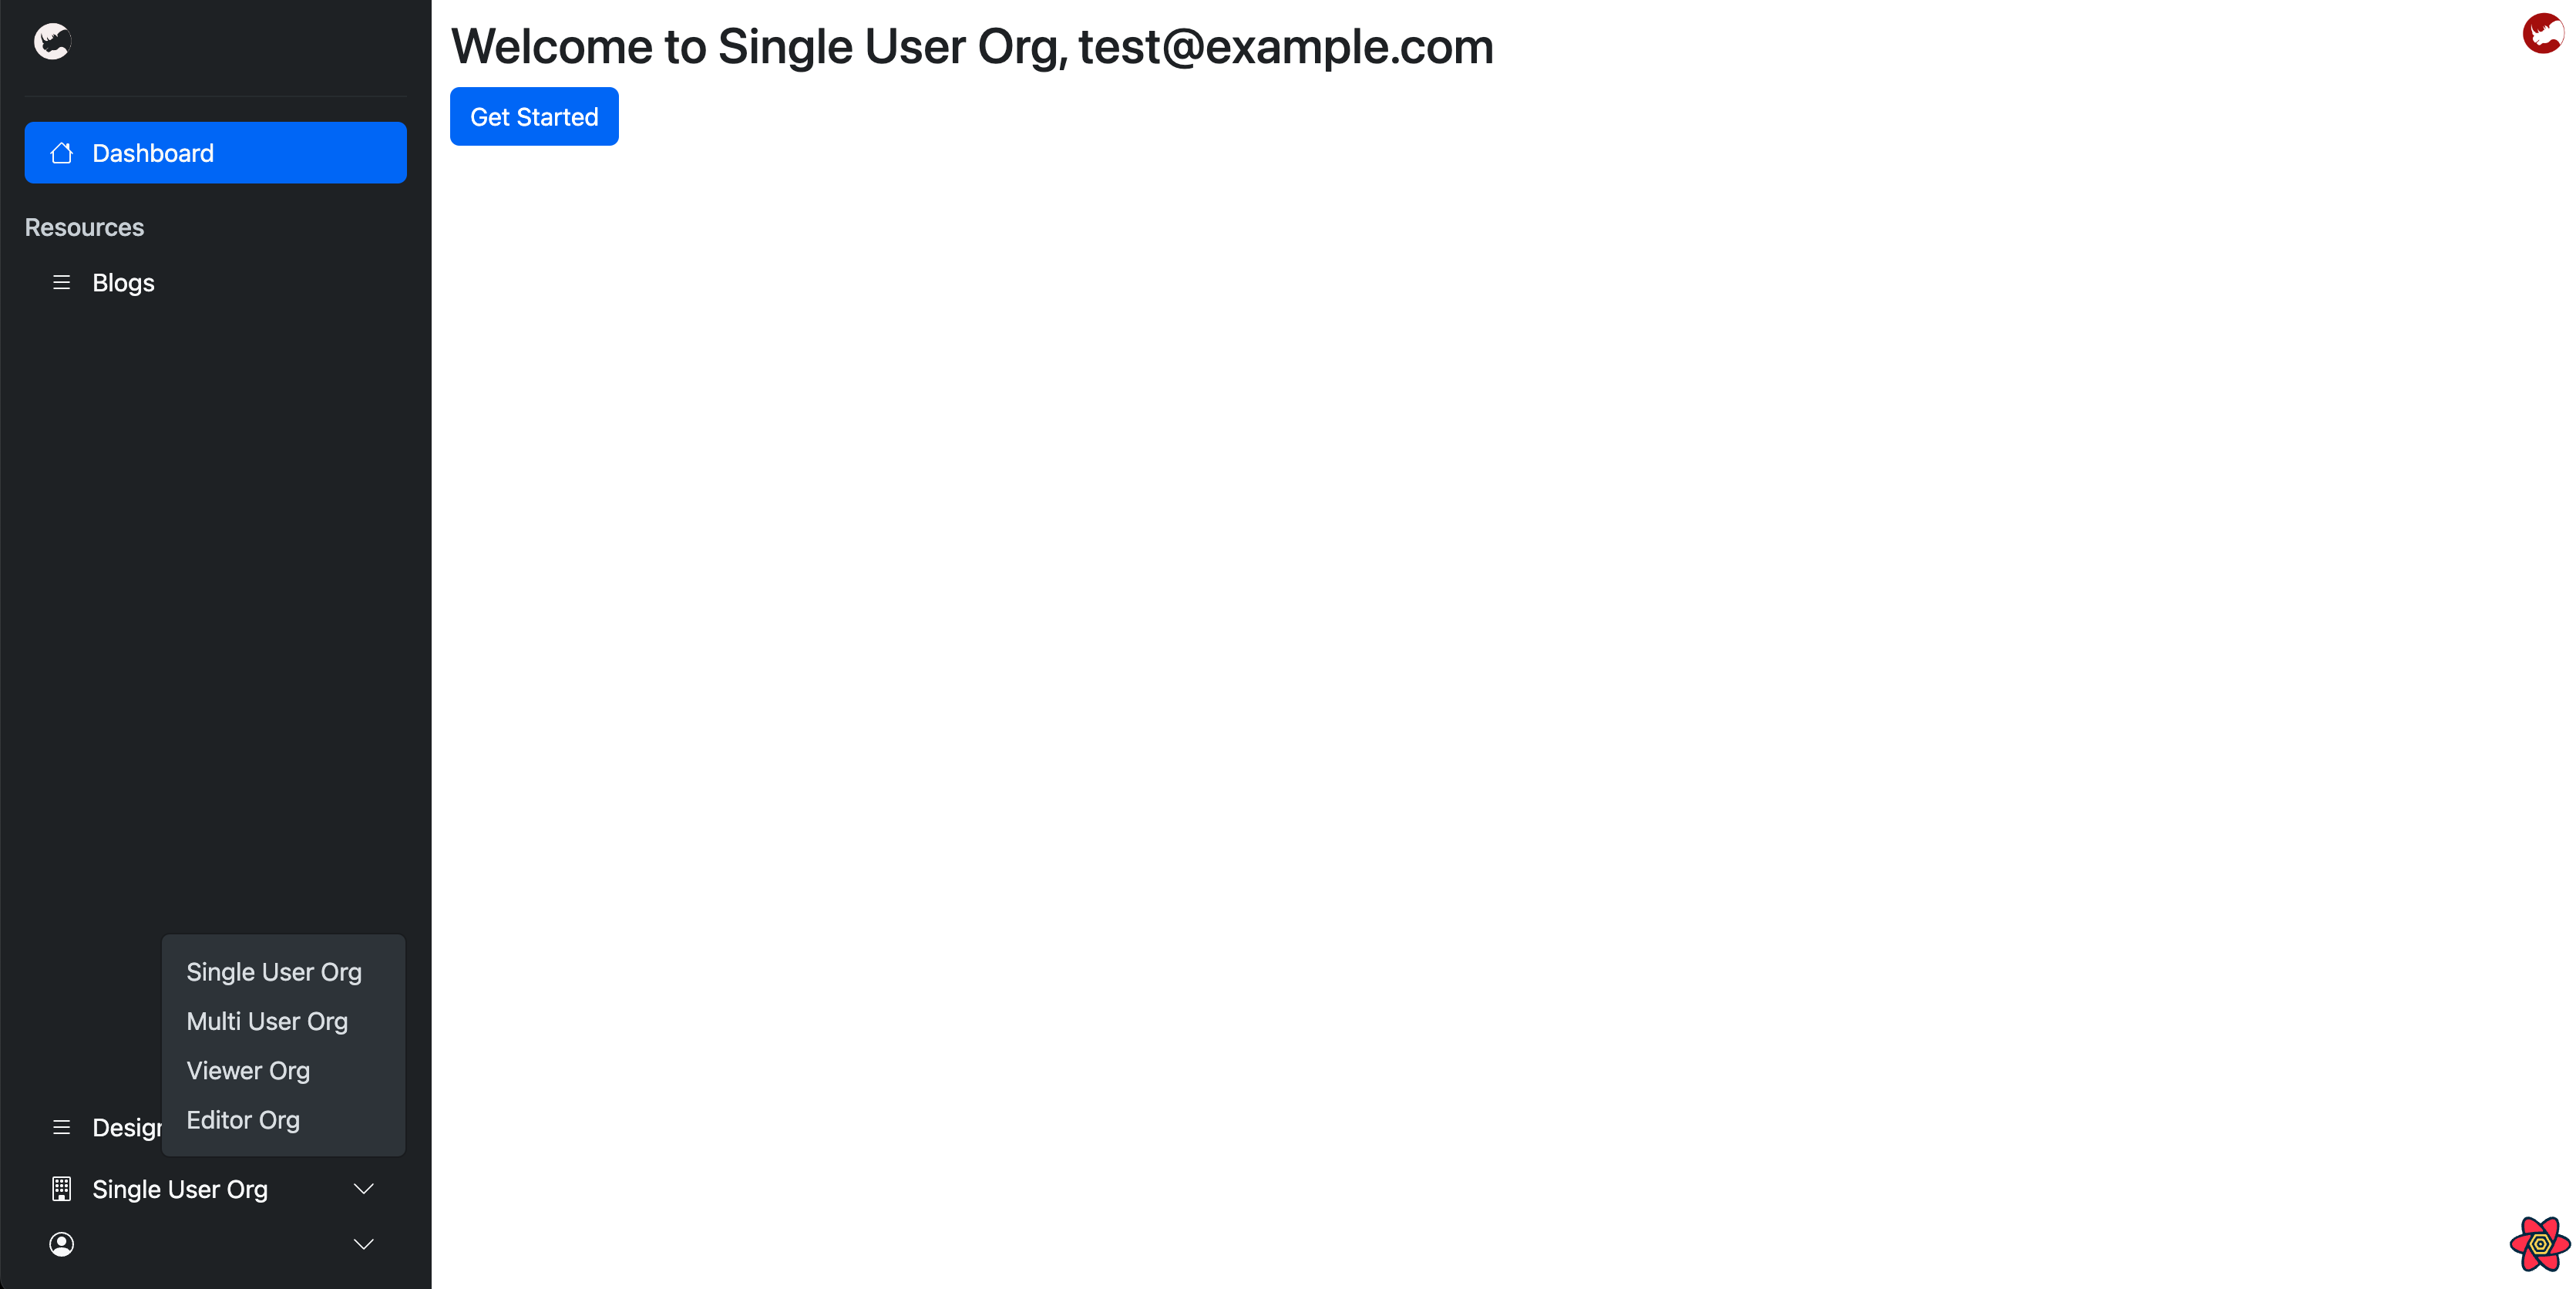 Welcome to Single User Org, test@example.com
Get Started
Dashboard
Resources
Blogs
Single User Org
Multi User Org
Viewer Org
Editor Org
Single User Org